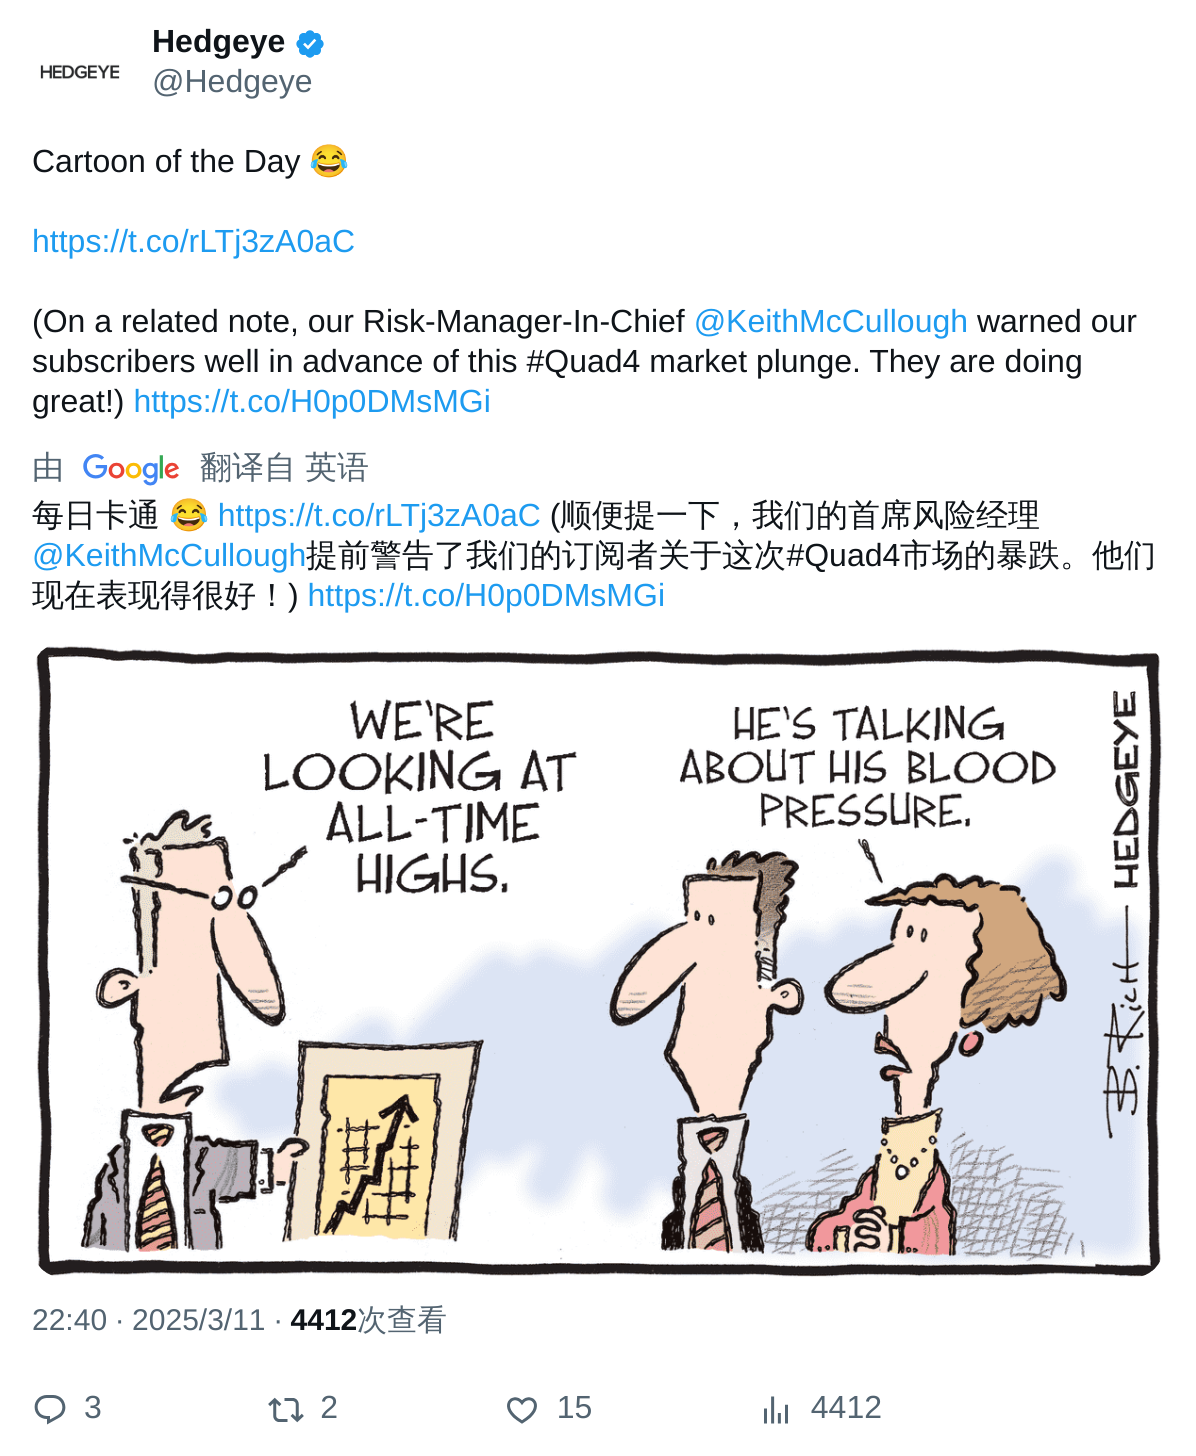 HEDGEYE
Hedgeye
@Hedgeye
Cartoon of the Day 😂
https://t.co/rLTj3zA0aC
(On a related note, our Risk-Manager-In-Chief @KeithMcCullough warned our
subscribers well in advance of this #Quad4 market plunge. They are doing
great!) https://t.co/H0p0DMsMGi
由 Google 翻译自 英语
每日卡通 😂 https://t.co/rLTj3zA0aC (顺便提一下，我们的首席风险经理
@KeithMcCullough提前警告了我们的订阅者关于这次#Quad4市场的暴跌。他们
现在表现得很好！) https://t.co/H0p0DMsMGi
WE'RE
LOOKING AT
ALL-TIME
HIGHS.
HE'S TALKING
ABOUT HIS BLOOD
PRESSURE.
B. Rich — HEDGEYE
22:40 · 2025/3/11 · 4412次查看
3 2 15 4412